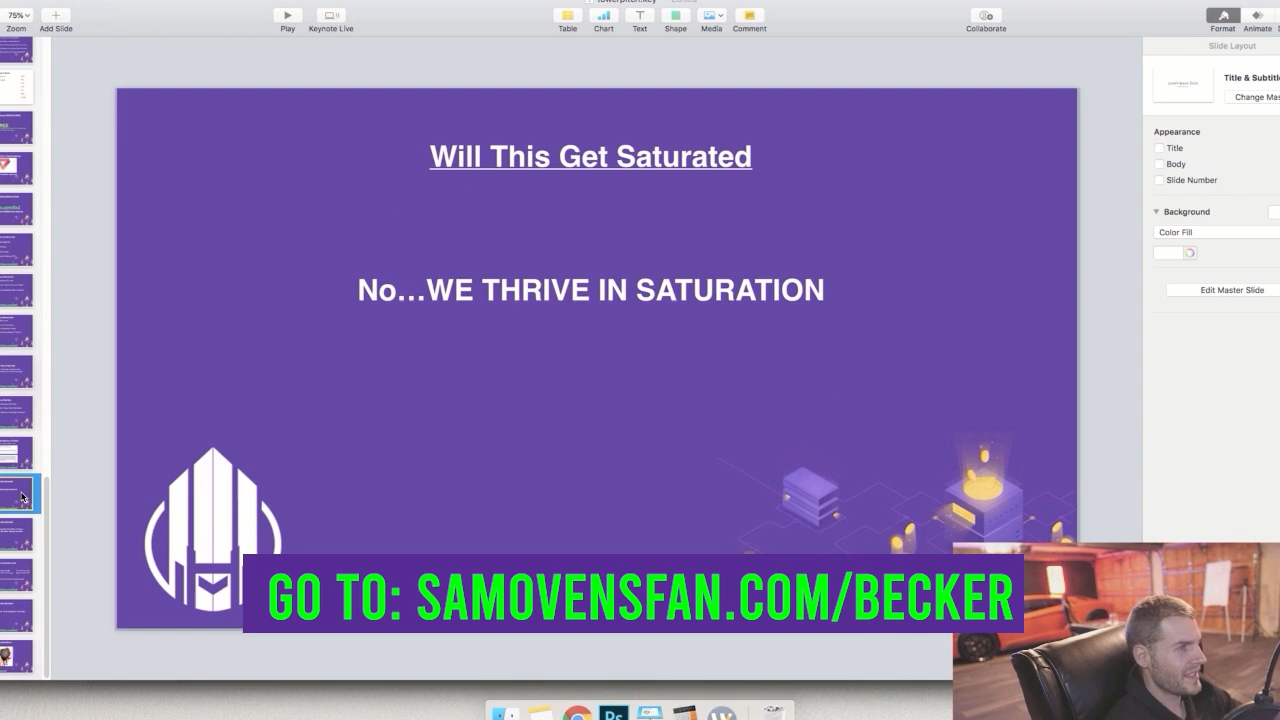 75%
Zoom
Add Slide
Play
Keynote Live
Table
Chart
Text
Shape
Media
Comment
Collaborate
Format
Animate
Slide Layout
Title &
Change
Appearance
Title
Body
Slide Number
Background
Color Fill
Edit Master Slide
Will This Get Saturated
No...WE THRIVE IN SATURATION
GO TO: SAMOVENSFAN.COM/BECKER
Ps